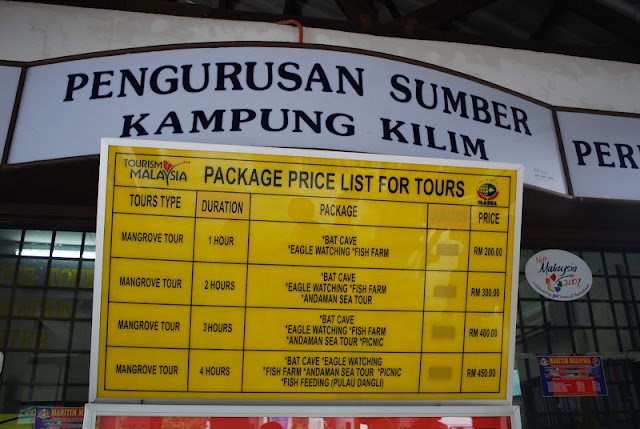 PENGURUSAN SUMBER
KAMPUNG KILIM
TOURISM
MALAYSIA
PACKAGE PRICE LIST FOR TOURS
TOURS TYPE DURATION PACKAGE PRICE
MANGROVE TOUR 1 HOUR *BAT CAVE
*EAGLE WATCHING *FISH FARM RM 200.00
MANGROVE TOUR 2 HOURS *BAT CAVE
*EAGLE WATCHING *FISH FARM
*ANDAMAN SEA TOUR RM 300.00
MANGROVE TOUR 3 HOURS *BAT CAVE
*EAGLE WATCHING *FISH FARM
*ANDAMAN SEA TOUR *PICNIC RM 400.00
MANGROVE TOUR 4 HOURS *BAT CAVE *EAGLE WATCHING
*FISH FARM *ANDAMAN SEA TOUR *PICNIC
*FISH FEEDING (PULAU DANGLI) RM 450.00
Malaysia
2007
MARITIM MALAYSIA
MARITIM MALAYSIA